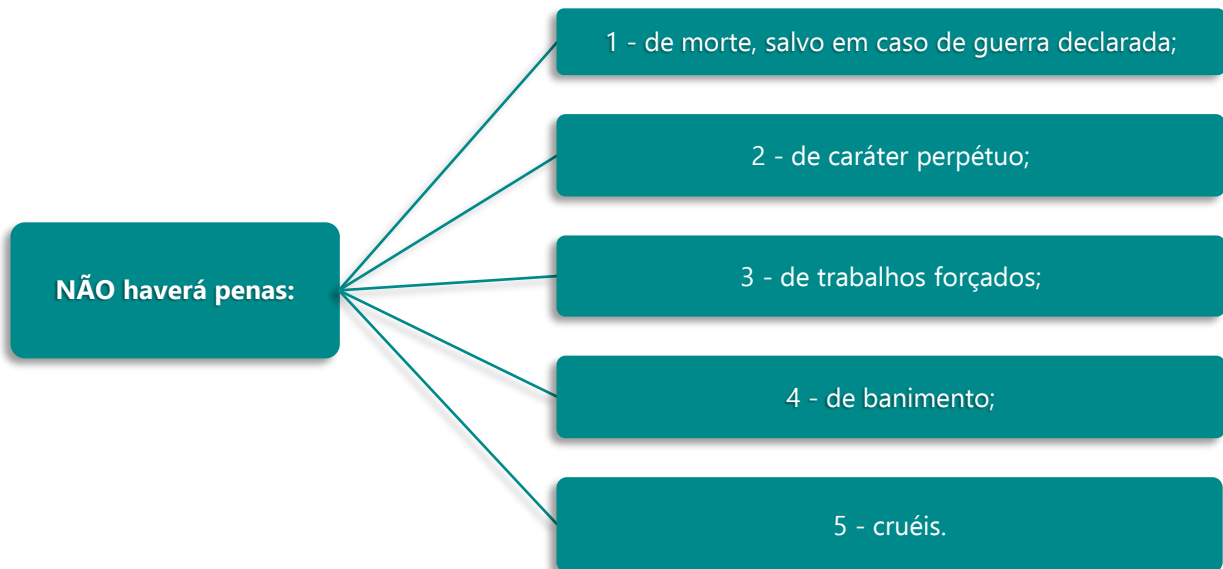 NÃO haverá penas:
1 - de morte, salvo em caso de guerra declarada;
2 - de caráter perpétuo;
3 - de trabalhos forçados;
4 - de banimento;
5 - cruéis.